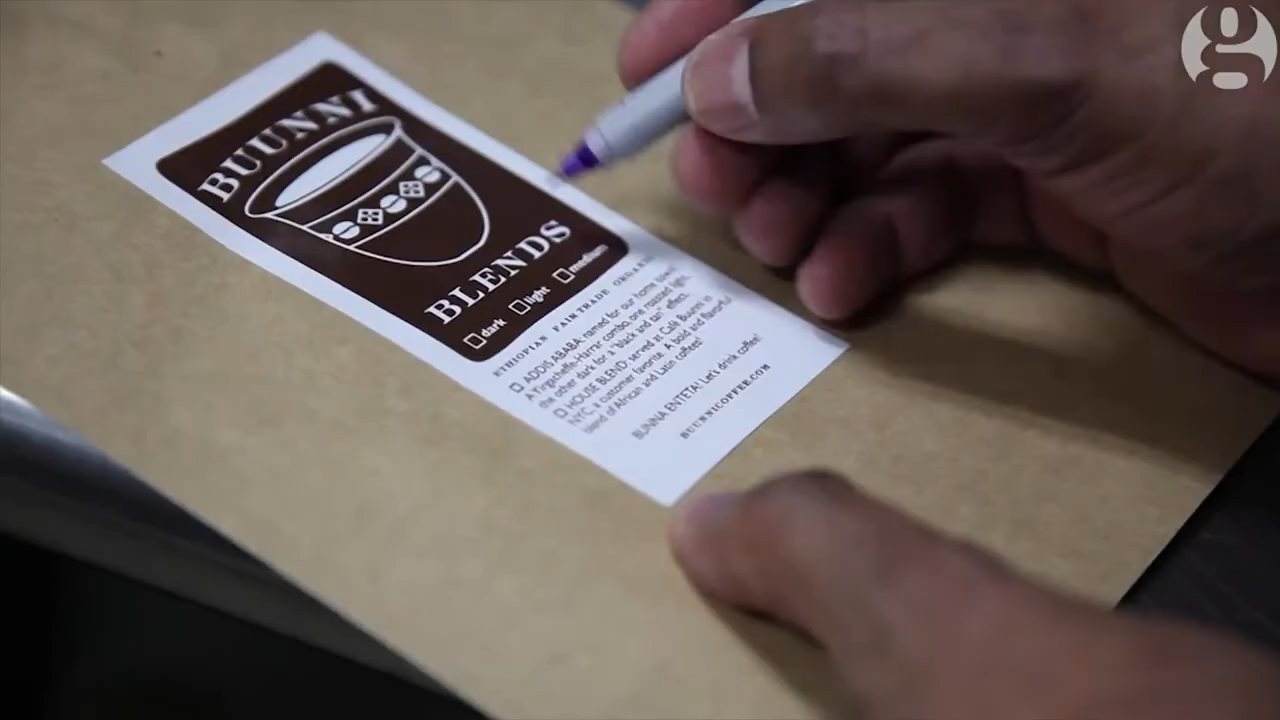 BUUNNI
BLENDS
dark light medium
ETHIOPIAN FAIR TRADE ORGANIC
ADDIS ABABA, named for our home town.
A Yirgacheffe-Harrar combo, one roasted light,
the other dark for a "black and tan" effect.
HOUSE BLEND, served at Café Buunni in
NYC, a customer favorite. A bold and flavorful
blend of African and Latin coffees!
BUNNA ENTETA! Let's drink coffee!
BUUNNICOFFEE.COM
g